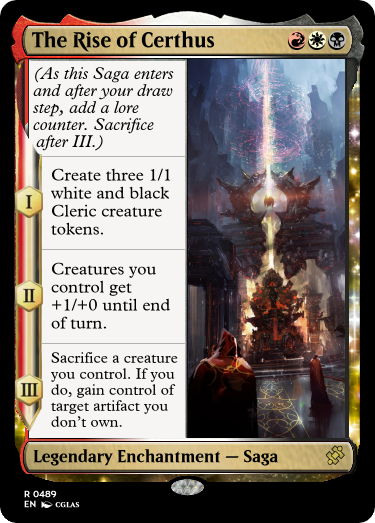 The Rise of Certhus
(As this Saga enters
and after your draw
step, add a lore
counter. Sacrifice
after III.)
I
Create three 1/1
white and black
Cleric creature
tokens.
II
Creatures you
control get
+1/+0 until end
of turn.
III
Sacrifice a creature
you control. If you
do, gain control of
target artifact you
don't own.
Legendary Enchantment — Saga
R 0489
EN CGLAS